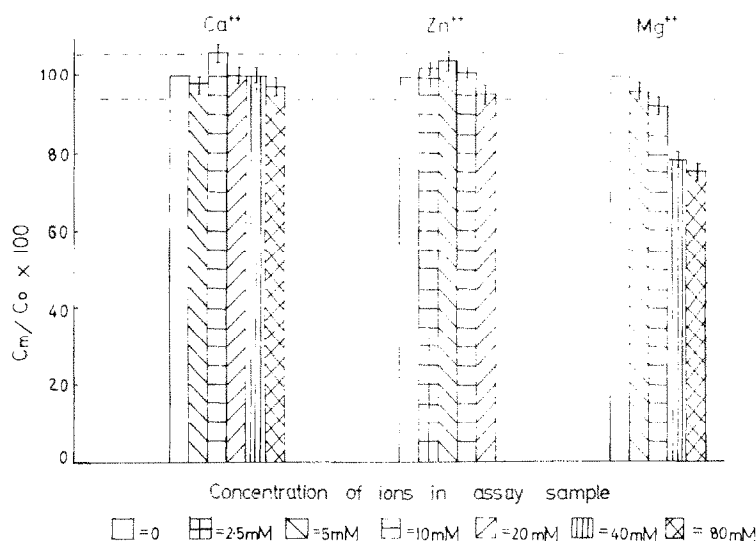 Ca++ Zn++ Mg++
100
80
60
40
20
0
Cm/Co x 100
Concentration of ions in assay sample
=0 =2·5mM =5mM =10mM =20mM =40mM =80mM